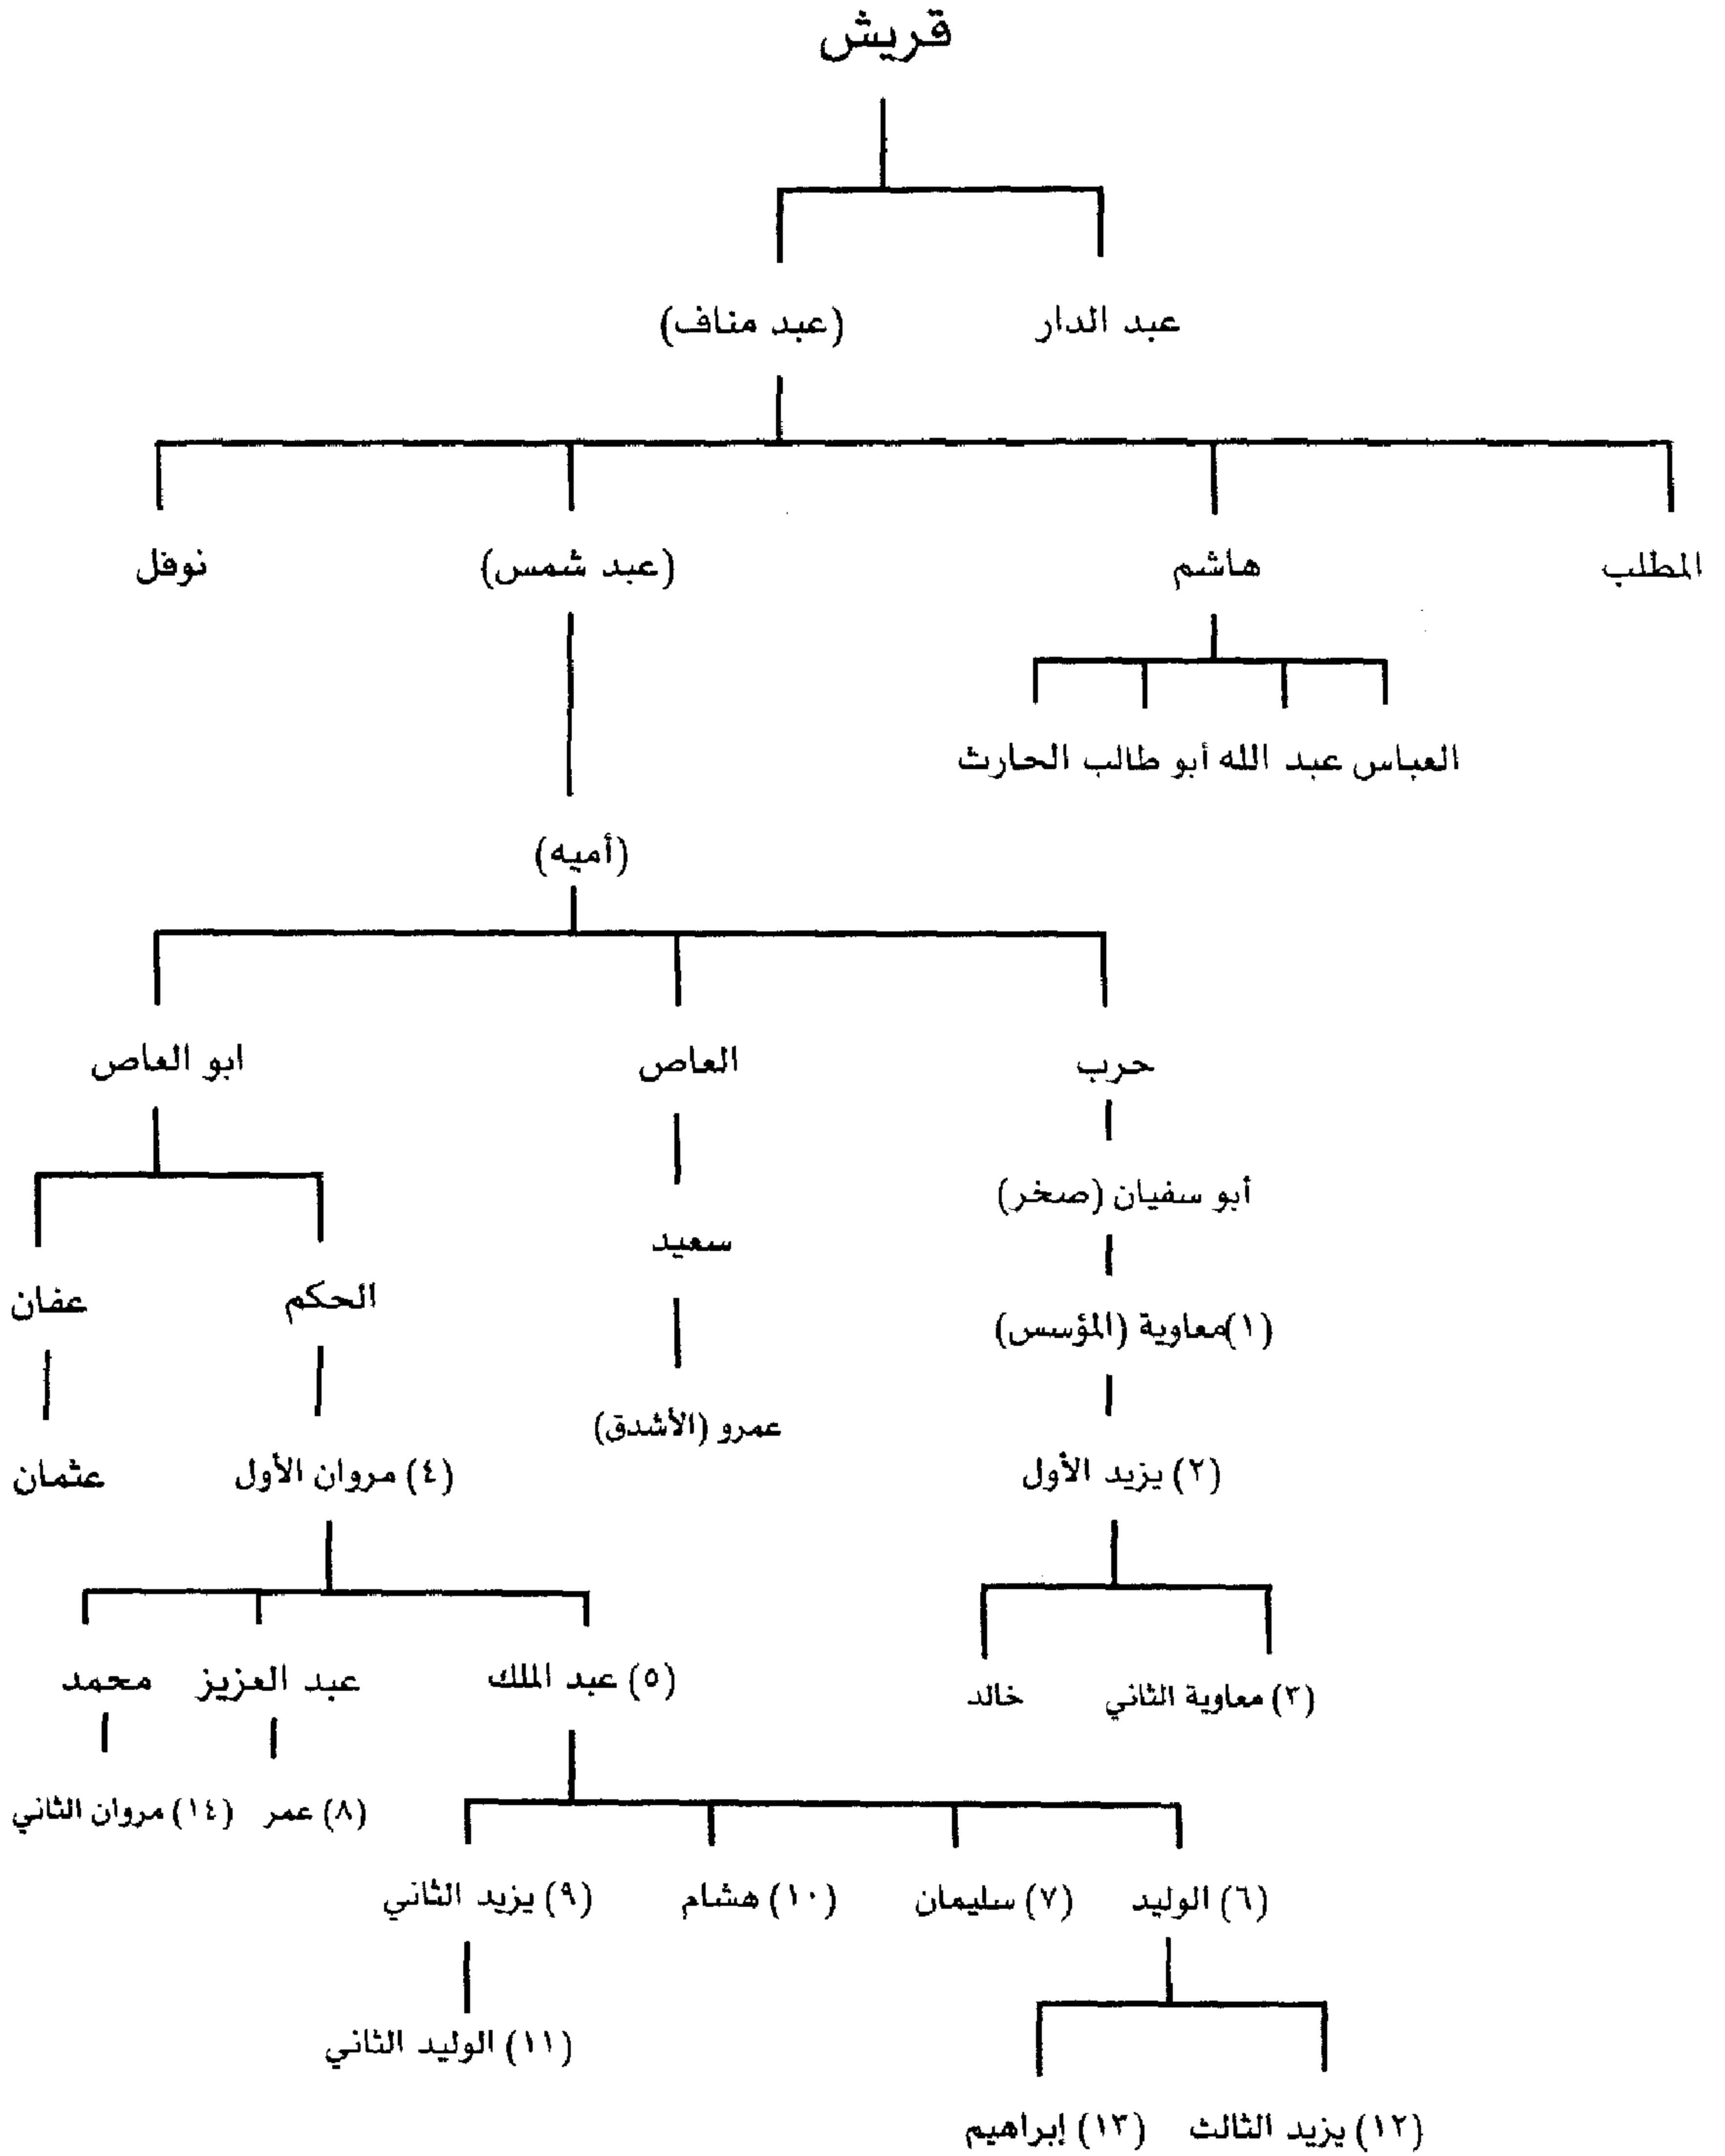 قريش
عبد الدار (عبد مناف)
المطلب هاشم (عبد شمس) نوفل
العباس عبد الله أبو طالب الحارث
(أميه)
حرب العاص ابو العاص
أبو سفيان (صخر)
سعيد
الحكم عفان
(١) معاوية (المؤسس)
عمرو (الأشدق)
(٢) يزيد الأول (٤) مروان الأول عثمان
(٣) معاوية الثاني خالد (٥) عبد الملك عبد العزيز محمد
(٨) عمر (١٤) مروان الثاني
(٦) الوليد (٧) سليمان (١٠) هشام (٩) يزيد الثاني
(١١) الوليد الثاني
(١٢) يزيد الثالث (١٣) إبراهيم